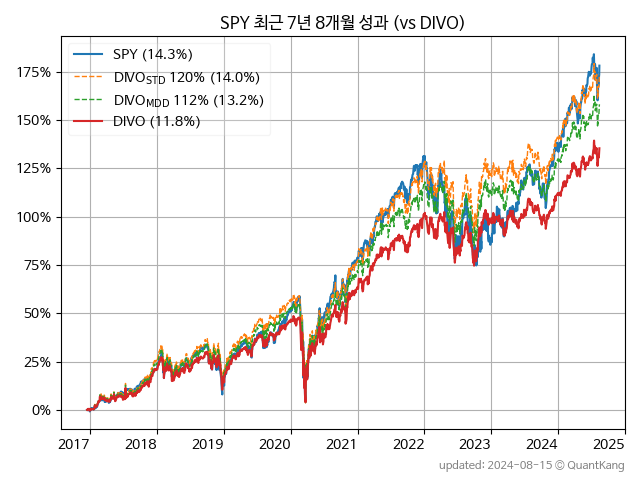 SPY 최근 7년 8개월 성과 (vs DIVO)
SPY (14.3%)
DIVO_STD 120% (14.0%)
DIVO_MDD 112% (13.2%)
DIVO (11.8%)
175%
150%
125%
100%
75%
50%
25%
0%
2017 2018 2019 2020 2021 2022 2023 2024 2025
updated: 2024-08-15 © QuantKang